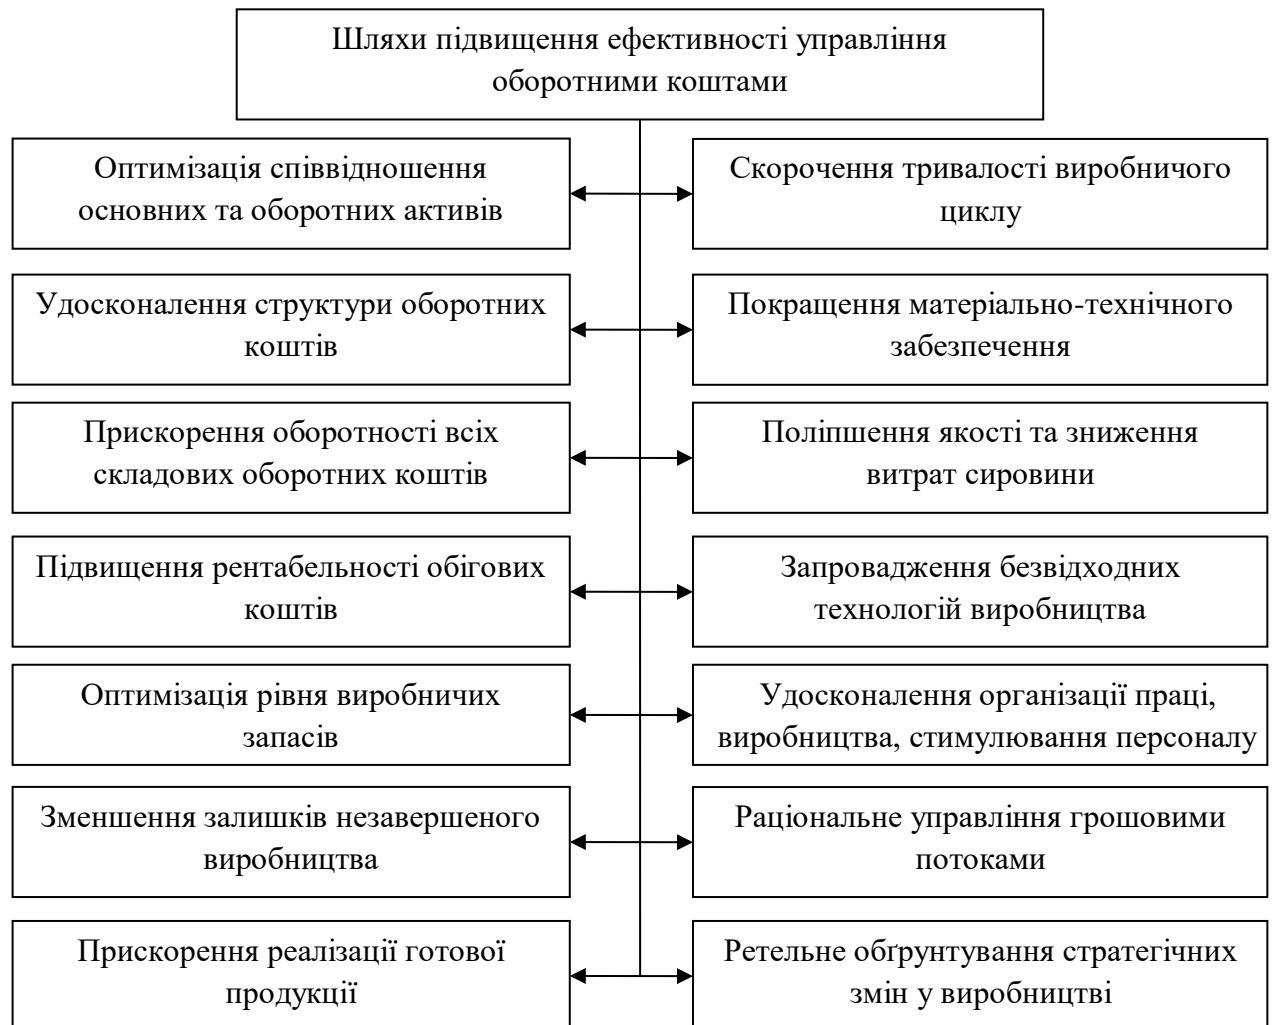 Шляхи підвищення ефективності управління
оборотними коштами
Оптимізація співвідношення
основних та оборотних активів
Скорочення тривалості виробничого
циклу
Удосконалення структури оборотних
коштів
Покращення матеріально-технічного
забезпечення
Прискорення оборотності всіх
складових оборотних коштів
Поліпшення якості та зниження
витрат сировини
Підвищення рентабельності обігових
коштів
Запровадження безвідходних
технологій виробництва
Оптимізація рівня виробничих
запасів
Удосконалення організації праці,
виробництва, стимулювання персоналу
Зменшення залишків незавершеного
виробництва
Раціональне управління грошовими
потоками
Прискорення реалізації готової
продукції
Ретельне обґрунтування стратегічних
змін у виробництві